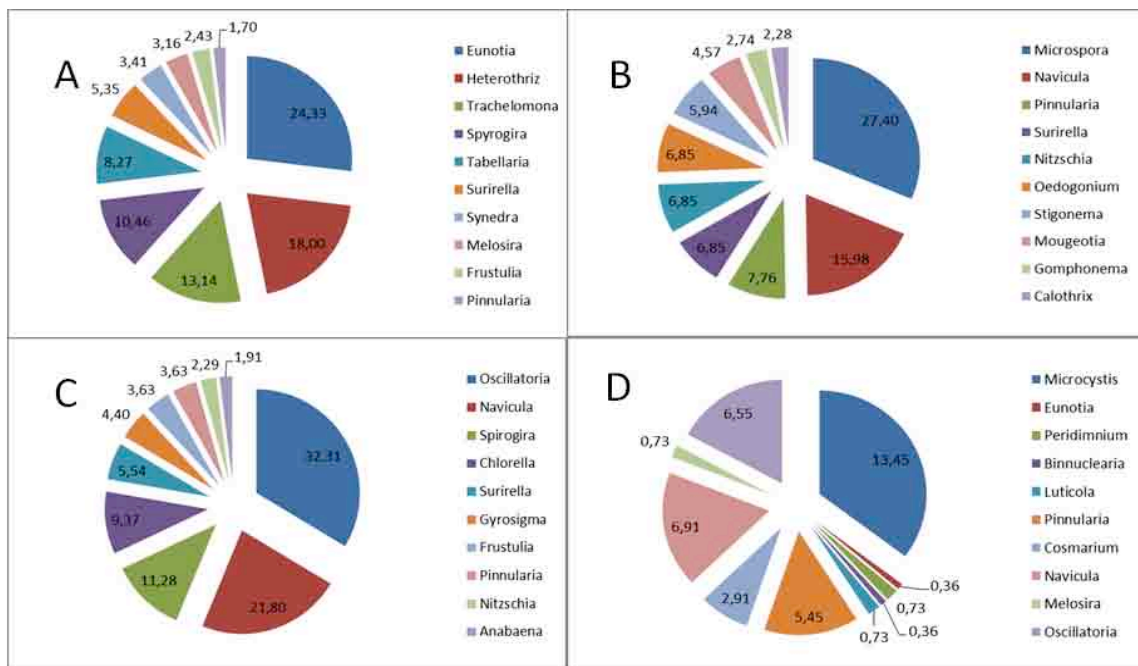 A
24,33
18,00
13,14
10,46
8,27
5,35
3,41
3,16
2,43
1,70
Eunotia
Heterothriz
Trachelomona
Spyrogira
Tabellaria
Surirella
Synedra
Melosira
Frustulia
Pinnularia
B
27,40
15,98
7,76
6,85
6,85
6,85
5,94
4,57
2,74
2,28
Microspora
Navicula
Pinnularia
Surirella
Nitzschia
Oedogonium
Stigonema
Mougeotia
Gomphonema
Calothrix
C
32,31
21,80
11,28
9,37
5,54
4,40
3,63
3,63
2,29
1,91
Oscillatoria
Navicula
Spirogira
Chlorella
Surirella
Gyrosigma
Frustulia
Pinnularia
Nitzschia
Anabaena
D
13,45
0,36
0,73
0,36
0,73
5,45
2,91
6,91
0,73
6,55
Microcystis
Eunotia
Peridimnium
Binnuclearia
Luticola
Pinnularia
Cosmarium
Navicula
Melosira
Oscillatoria